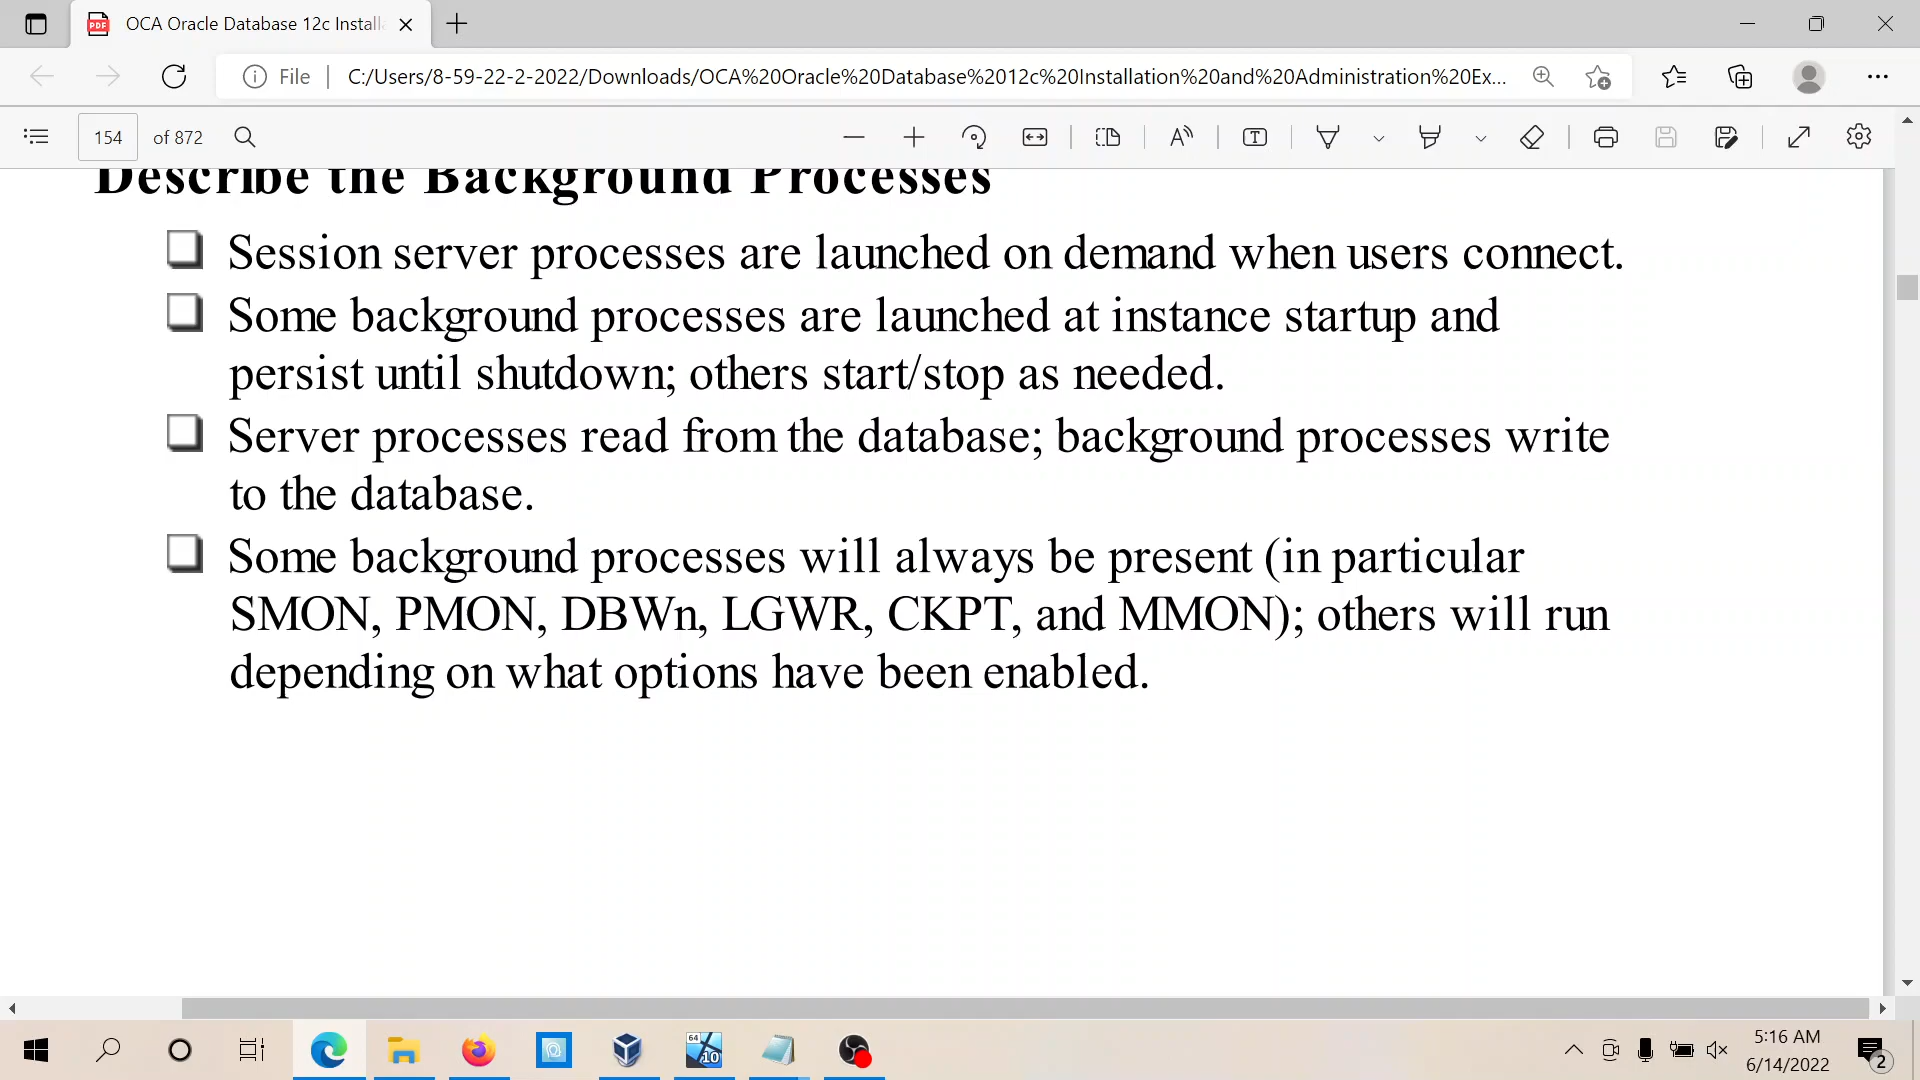 OCA Oracle Database 12c Install
File
C:/Users/8-59-22-2-2022/Downloads/OCA%20Oracle%20Database%2012c%20Installation%20and%20Administration%20Ex...
154 of 872
Describe the Background Processes
Session server processes are launched on demand when users connect.
Some background processes are launched at instance startup and
persist until shutdown; others start/stop as needed.
Server processes read from the database; background processes write
to the database.
Some background processes will always be present (in particular
SMON, PMON, DBWn, LGWR, CKPT, and MMON); others will run
depending on what options have been enabled.
64
10
5:16 AM
6/14/2022
2